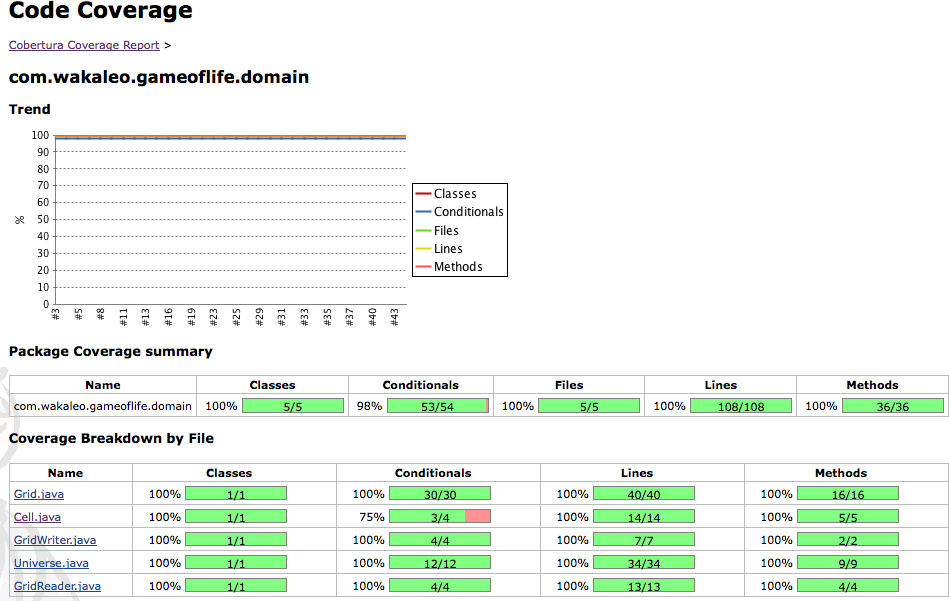 Code Coverage
Cobertura Coverage Report >
com.wakaleo.gameoflife.domain
Trend
100
90
80
70
60
50
40
30
20
10
0
%
#3 #5 #8 #11 #13 #16 #19 #23 #25 #29 #31 #33 #35 #37 #40 #43
Classes
Conditionals
Files
Lines
Methods
Package Coverage summary
Name Classes Conditionals Files Lines Methods
com.wakaleo.gameoflife.domain 100% 5/5 98% 53/54 100% 5/5 100% 108/108 100% 36/36
Coverage Breakdown by File
Name Classes Conditionals Lines Methods
Grid.java 100% 1/1 100% 30/30 100% 40/40 100% 16/16
Cell.java 100% 1/1 75% 3/4 100% 14/14 100% 5/5
GridWriter.java 100% 1/1 100% 4/4 100% 7/7 100% 2/2
Universe.java 100% 1/1 100% 12/12 100% 34/34 100% 9/9
GridReader.java 100% 1/1 100% 4/4 100% 13/13 100% 4/4